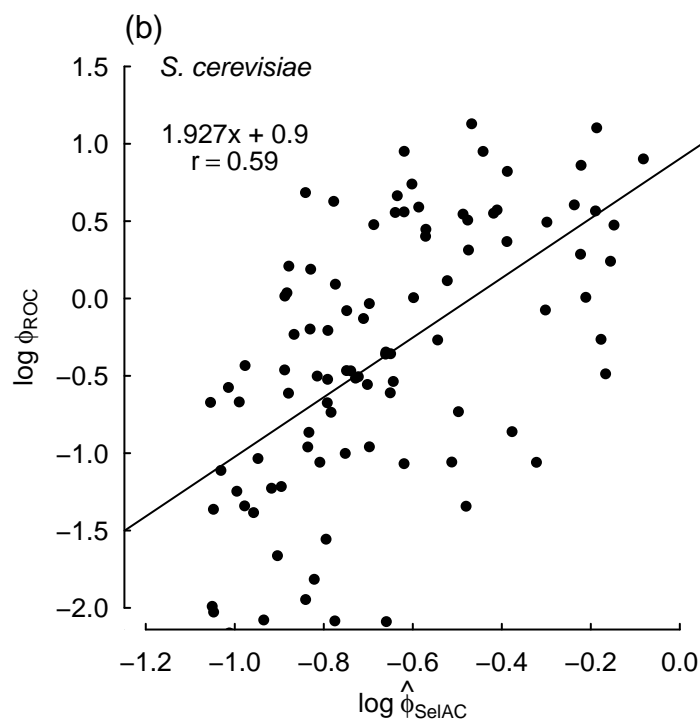 (b)
S. cerevisiae
1.927x + 0.9
r = 0.59
1.5
1.0
0.5
0.0
−0.5
−1.0
−1.5
−2.0
log ϕROC
−1.2 −1.0 −0.8 −0.6 −0.4 −0.2 0.0
log ϕ̂SelAC